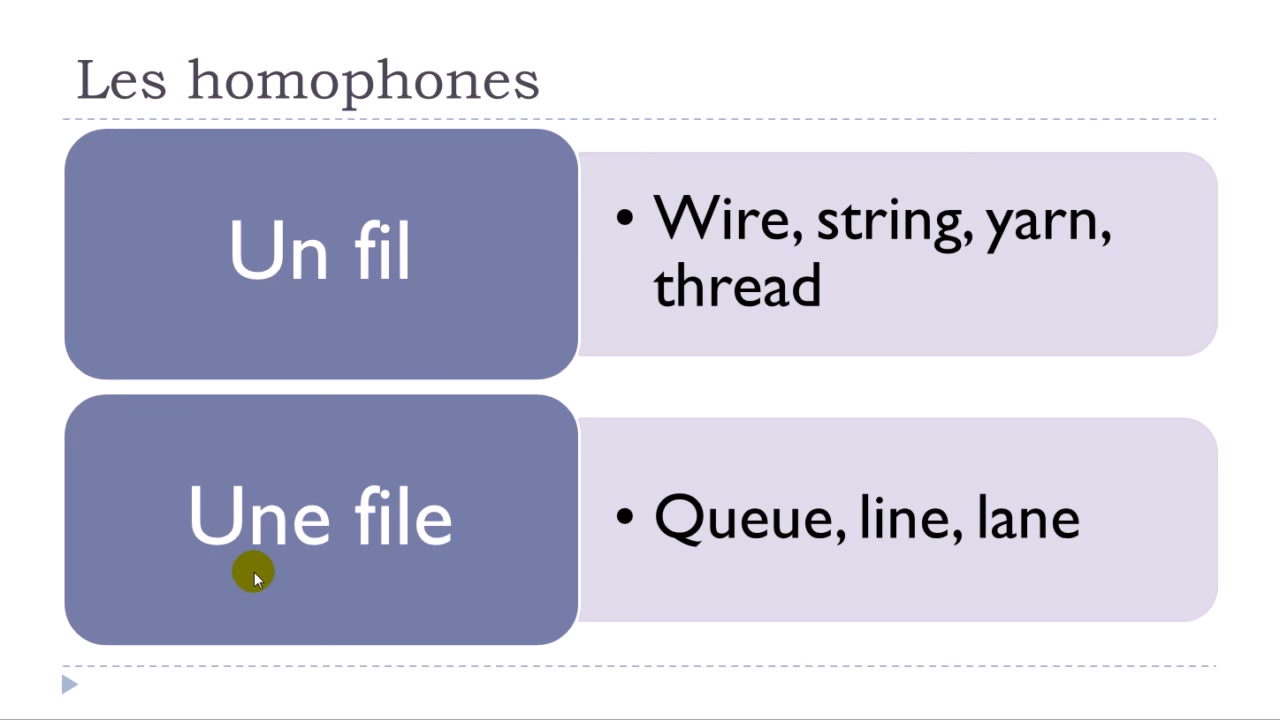 Les homophones
Un fil
• Wire, string, yarn,
thread
Une file
• Queue, line, lane